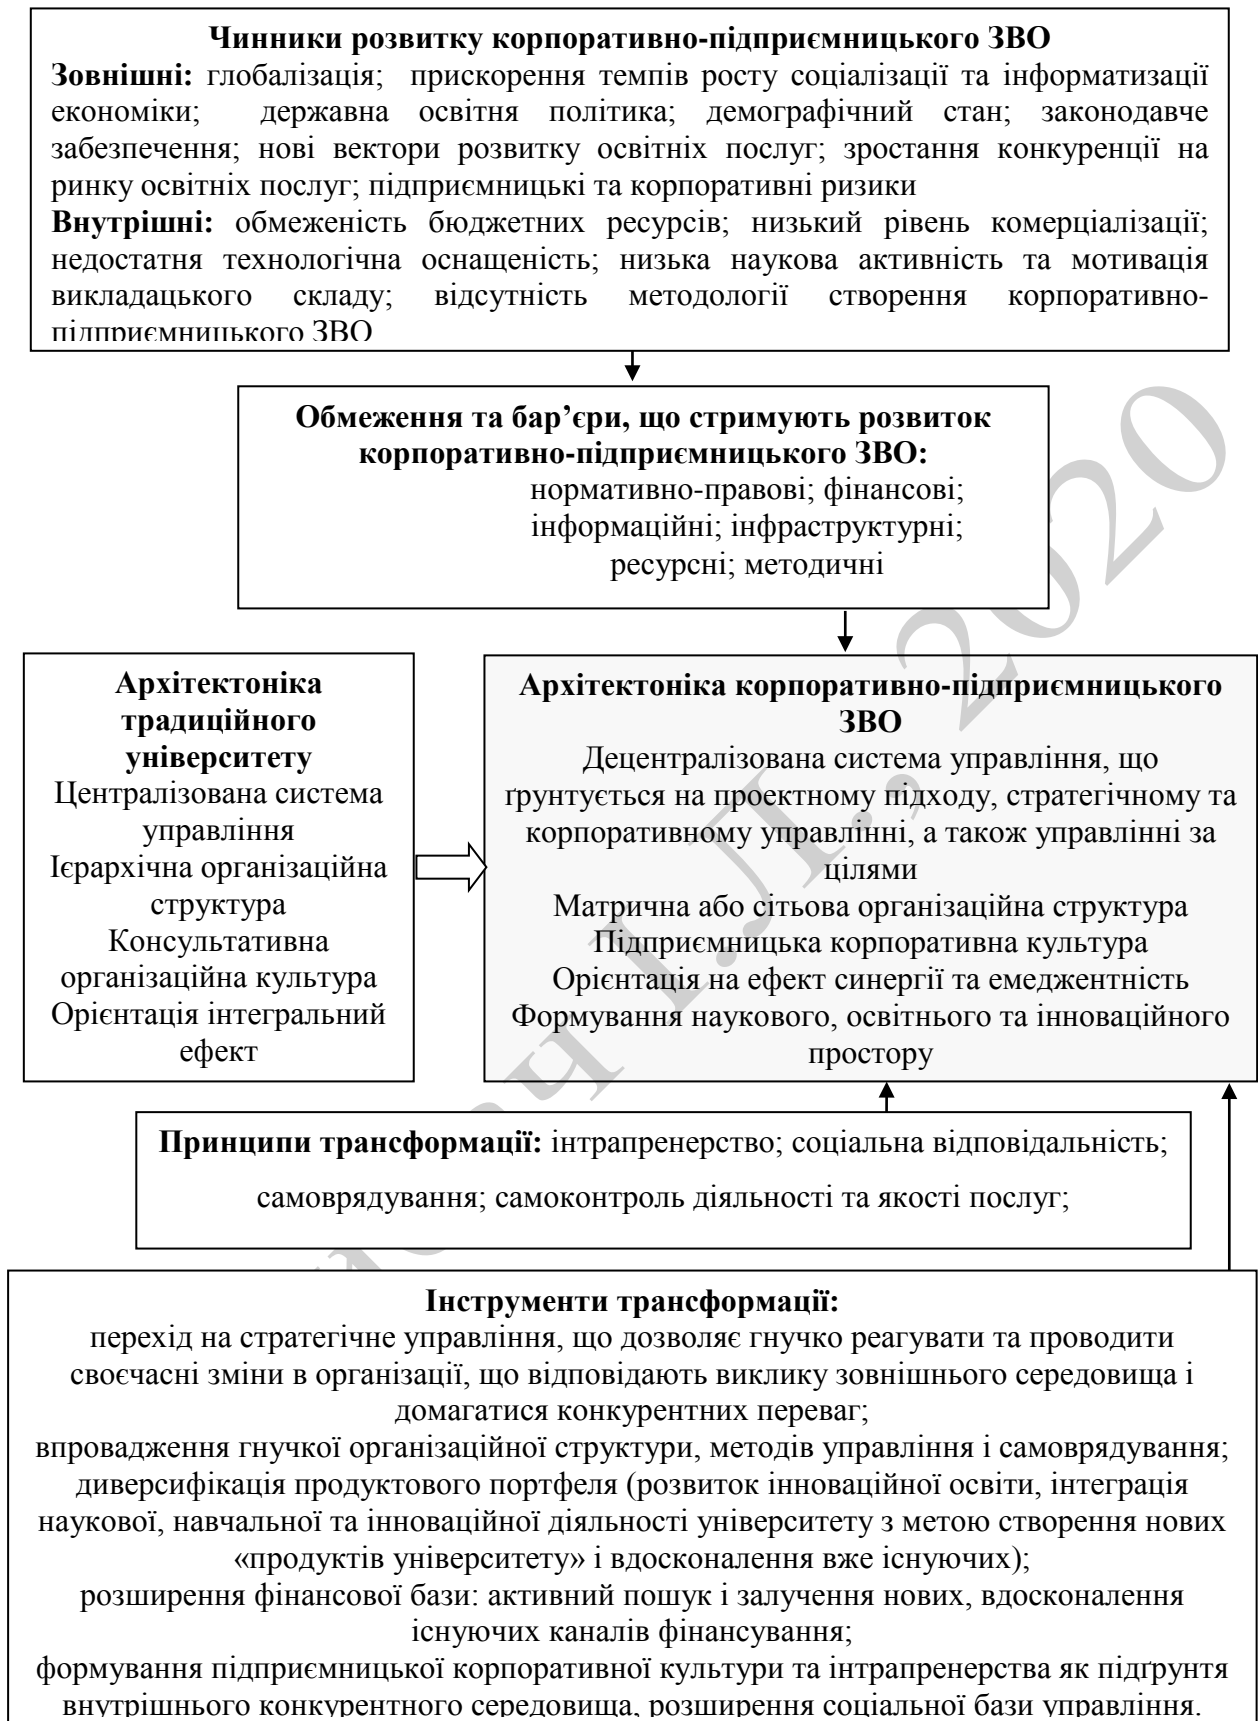 Чинники розвитку корпоративно-підприємницького ЗВО
Зовнішні: глобалізація; прискорення темпів росту соціалізації та інформатизації
економіки; державна освітня політика; демографічний стан; законодавче
забезпечення; нові вектори розвитку освітніх послуг; зростання конкуренції на
ринку освітніх послуг; підприємницькі та корпоративні ризики
Внутрішні: обмеженість бюджетних ресурсів; низький рівень комерціалізації;
недостатня технологічна оснащеність; низька наукова активність та мотивація
викладацького складу; відсутність методології створення корпоративно-
підприємницького ЗВО
Обмеження та бар’єри, що стримують розвиток
корпоративно-підприємницького ЗВО:
нормативно-правові; фінансові;
інформаційні; інфраструктурні;
ресурсні; методичні
Архітектоніка
традиційного
університету
Централізована система
управління
Ієрархічна організаційна
структура
Консультативна
організаційна культура
Орієнтація інтегральний
ефект
Архітектоніка корпоративно-підприємницького
ЗВО
Децентралізована система управління, що
ґрунтується на проектному підходу, стратегічному та
корпоративному управлінні, а також управлінні за
цілями
Матрична або сітьова організаційна структура
Підприємницька корпоративна культура
Орієнтація на ефект синергії та емеджентність
Формування наукового, освітнього та інноваційного
простору
Принципи трансформації: інтрапренерство; соціальна відповідальність;
самоврядування; самоконтроль діяльності та якості послуг;
Інструменти трансформації:
перехід на стратегічне управління, що дозволяє гнучко реагувати та проводити
своєчасні зміни в організації, що відповідають виклику зовнішнього середовища і
домагатися конкурентних переваг;
впровадження гнучкої організаційної структури, методів управління і самоврядування;
диверсифікація продуктового портфеля (розвиток інноваційної освіти, інтеграція
наукової, навчальної та інноваційної діяльності університету з метою створення нових
«продуктів університету» і вдосконалення вже існуючих);
розширення фінансової бази: активний пошук і залучення нових, вдосконалення
існуючих каналів фінансування;
формування підприємницької корпоративної культури та інтрапренерства як підґрунтя
внутрішнього конкурентного середовища, розширення соціальної бази управління.
І.Л., 2020